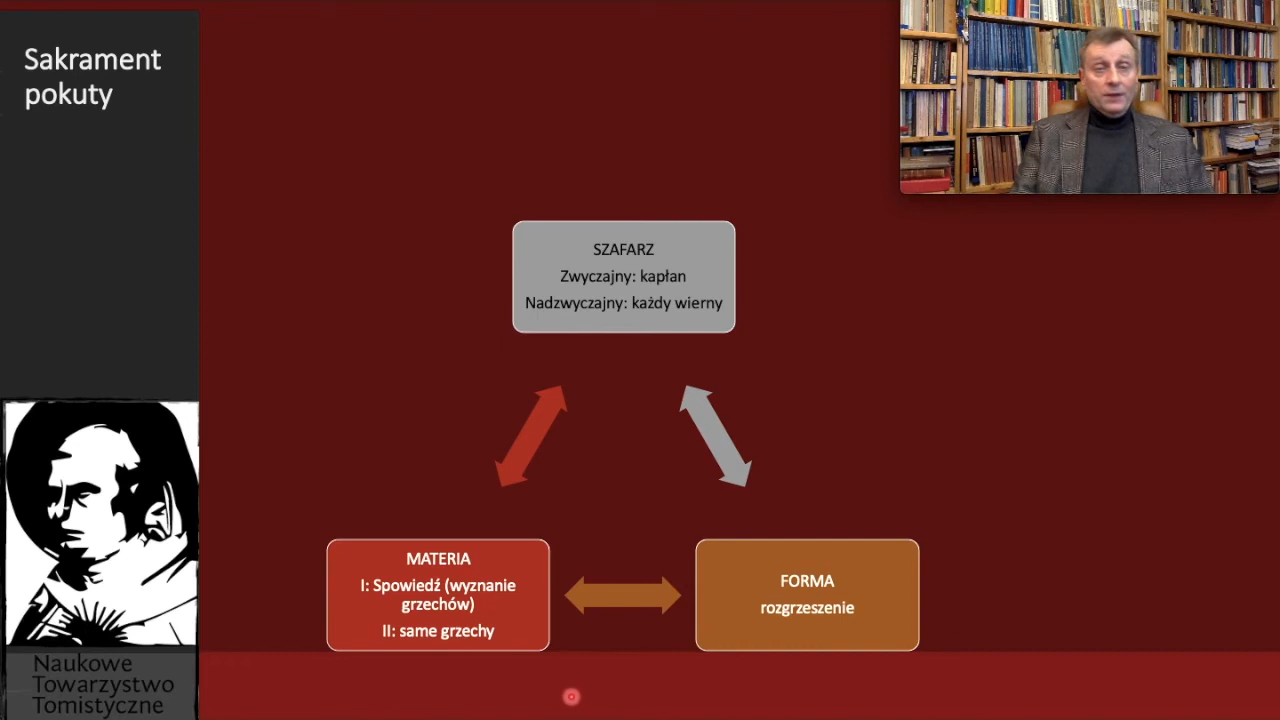 Sakrament
pokuty
SZAFARZ
Zwyczajny: kapłan
Nadzwyczajny: każdy wierny
MATERIA
I: Spowiedź (wyznanie
grzechów)
II: same grzechy
FORMA
rozgrzeszenie
Naukowe
Towarzystwo
Tomistyczne